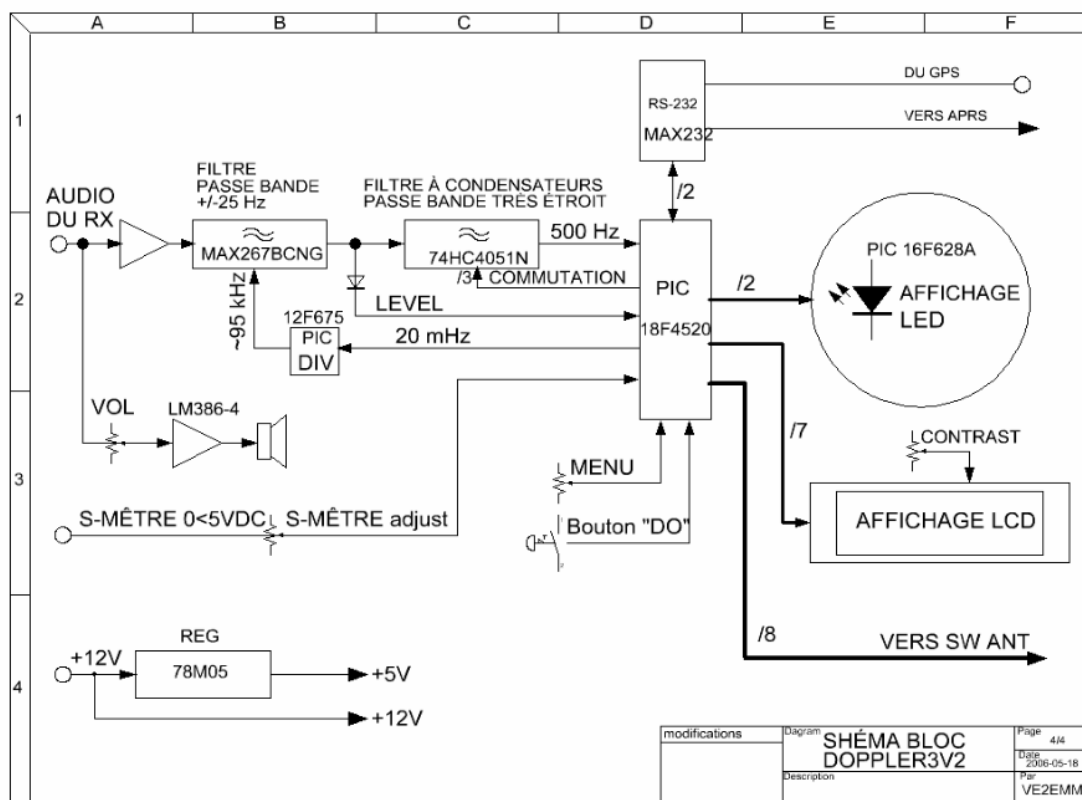 A B C D E F
1
2
3
4
DU GPS
RS-232
MAX232
VERS APRS
/2
AUDIO
DU RX
FILTRE
PASSE BANDE
+/-25 Hz
MAX267BCNG
FILTRE À CONDENSATEURS
PASSE BANDE TRÈS ÉTROIT
74HC4051N
500 Hz
/3 COMMUTATION
LEVEL
~95 kHz
12F675
PIC
DIV
20 mHz
PIC
18F4520
/2
PIC 16F628A
AFFICHAGE
LED
VOL
LM386-4
/7
CONTRAST
AFFICHAGE LCD
MENU
Bouton "DO"
S-MÊTRE 0<5VDC
S-MÊTRE adjust
/8
VERS SW ANT
+12V
REG
78M05
+5V
+12V
modifications
Diagram
SHÉMA BLOC
DOPPLER3V2
Description
Page
4/4
Date
2006-05-18
Par
VE2EMM